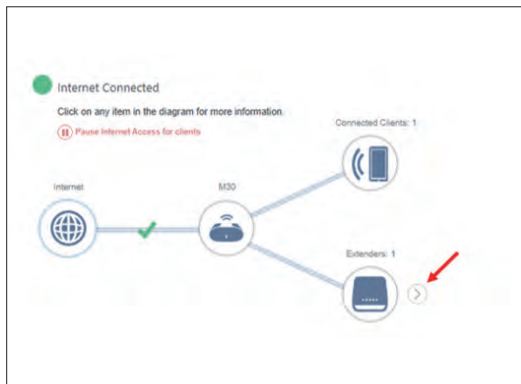 Internet Connected
Click on any item in the diagram for more information.
Pause Internet Access for clients
Connected Clients: 1
Internet
M30
Extenders: 1